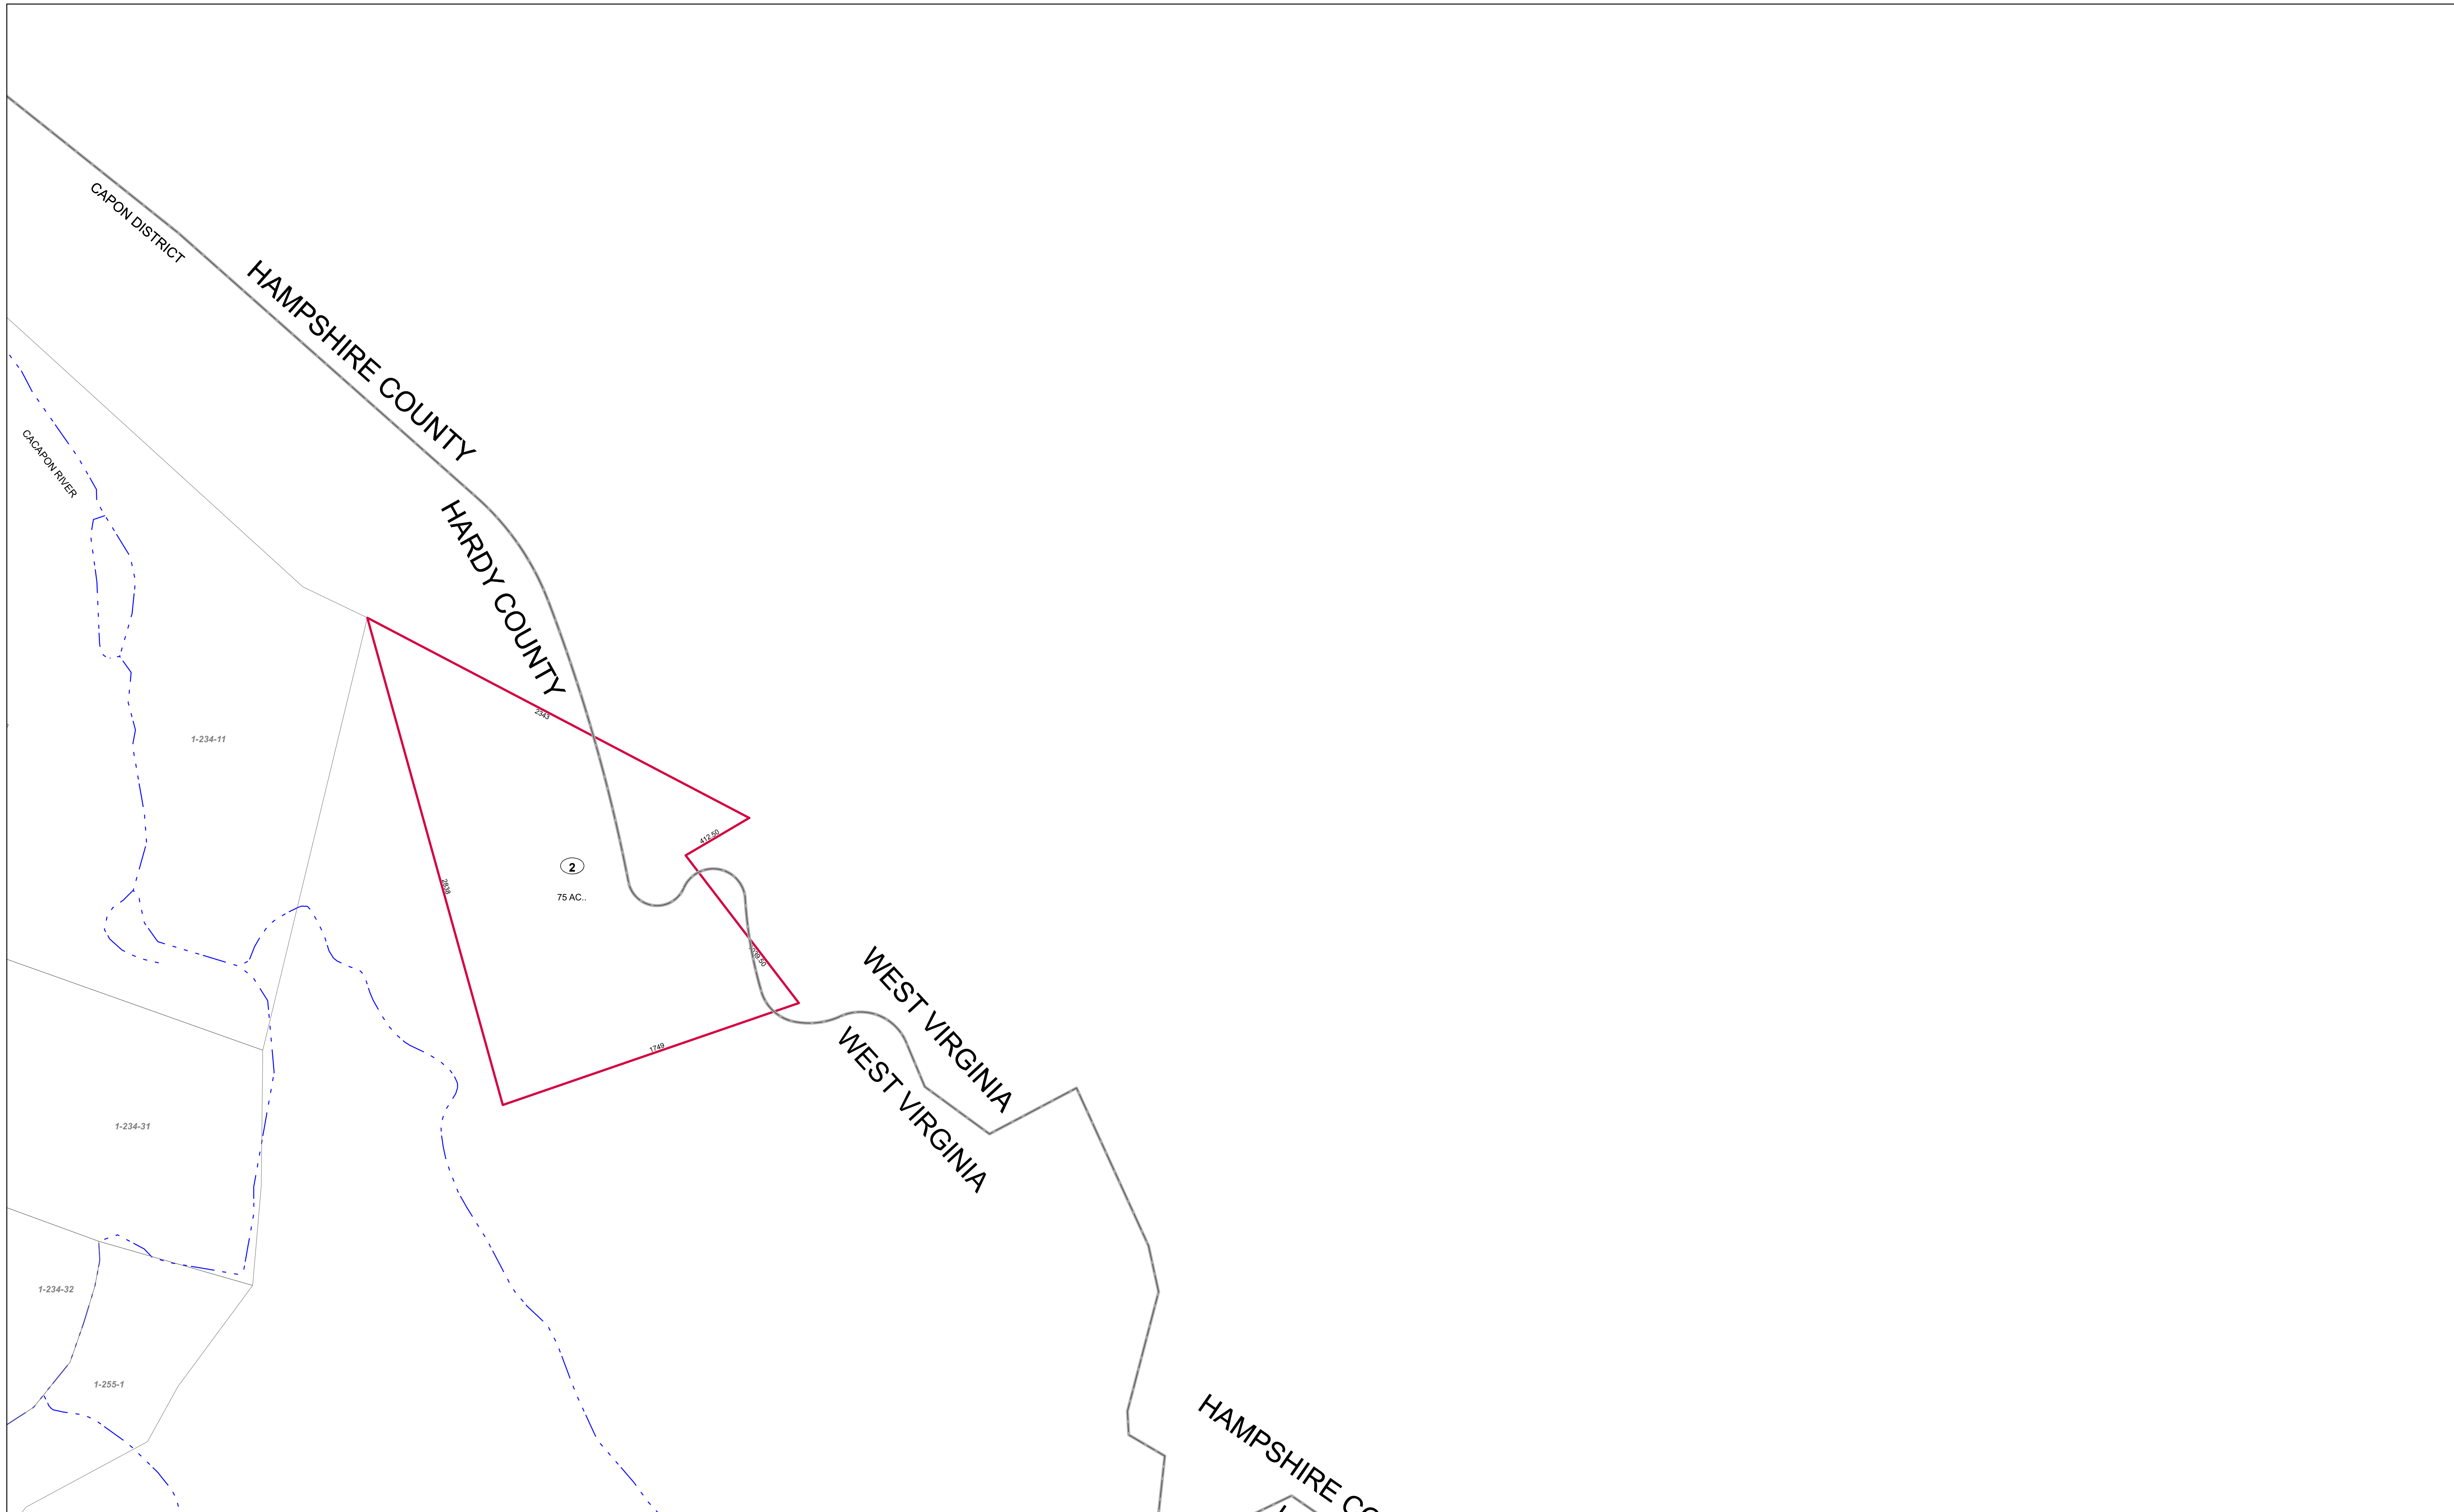 CAPON DISTRICT
HAMPSHIRE COUNTY
CACAPON RIVER
HARDY COUNTY
2343
1-234-11
412.50
2
2838
75 AC..
WEST VIRGINIA
WEST VIRGINIA
1749
1-234-31
1-234-32
1-255-1
HAMPSHIRE CO